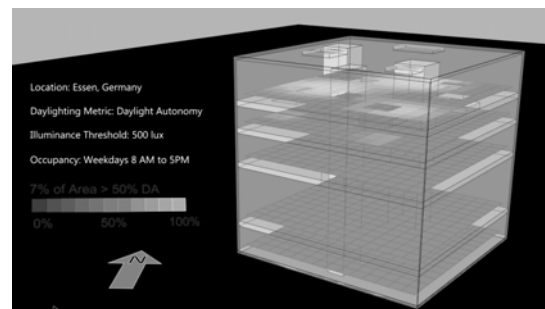 Location: Essen, Germany
Daylighting Metric: Daylight Autonomy
Illuminance Threshold: 500 lux
Occupancy: Weekdays 8 AM to 5PM
7% of Area > 50% DA
0% 50% 100%
N